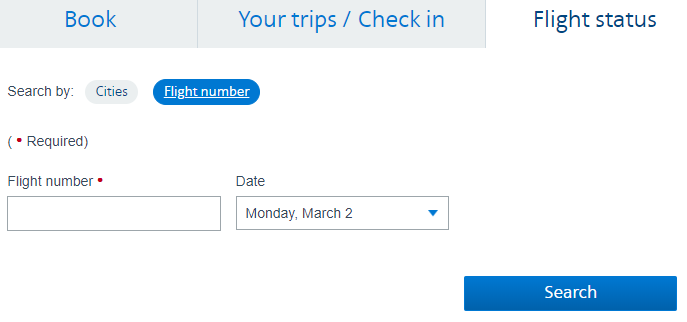 Book Your trips / Check in Flight status
Search by: Cities Flight number
( • Required)
Flight number • Date
Monday, March 2
Search